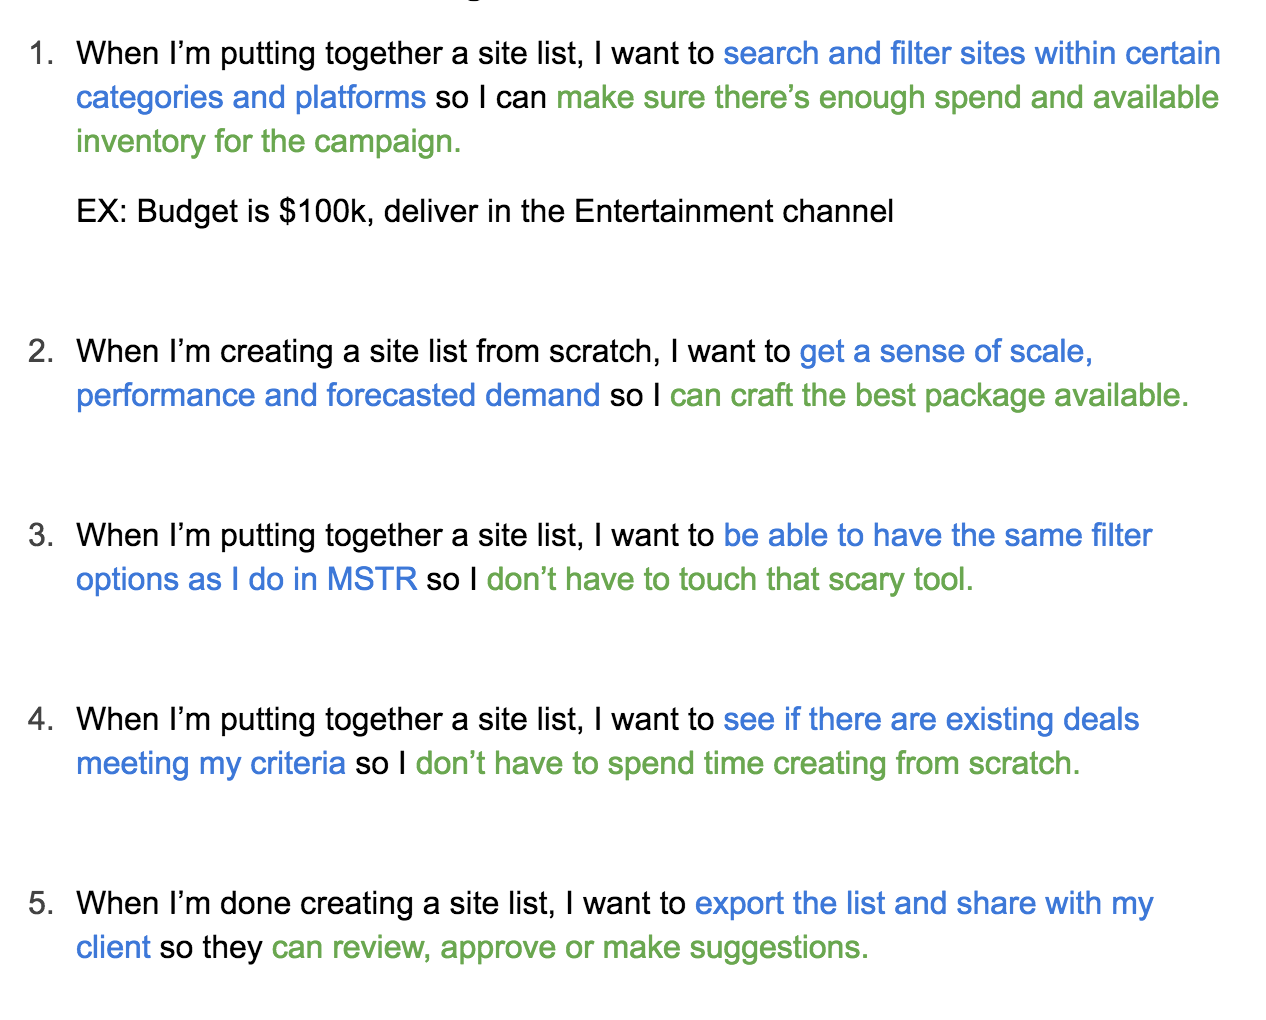 1. When I’m putting together a site list, I want to search and filter sites within certain
categories and platforms so I can make sure there’s enough spend and available
inventory for the campaign.
EX: Budget is $100k, deliver in the Entertainment channel
2. When I’m creating a site list from scratch, I want to get a sense of scale,
performance and forecasted demand so I can craft the best package available.
3. When I’m putting together a site list, I want to be able to have the same filter
options as I do in MSTR so I don’t have to touch that scary tool.
4. When I’m putting together a site list, I want to see if there are existing deals
meeting my criteria so I don’t have to spend time creating from scratch.
5. When I’m done creating a site list, I want to export the list and share with my
client so they can review, approve or make suggestions.